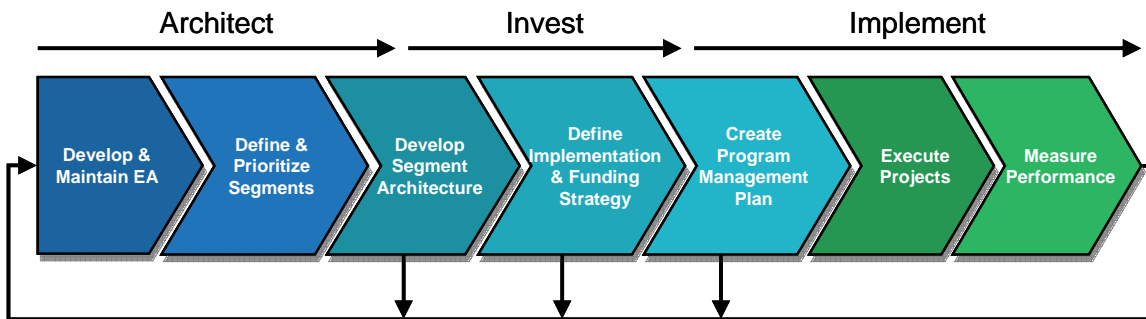 Architect
Invest
Implement
Develop &
Maintain EA
Define &
Prioritize
Segments
Develop
Segment
Architecture
Define
Implementation
& Funding
Strategy
Create
Program
Management
Plan
Execute
Projects
Measure
Performance